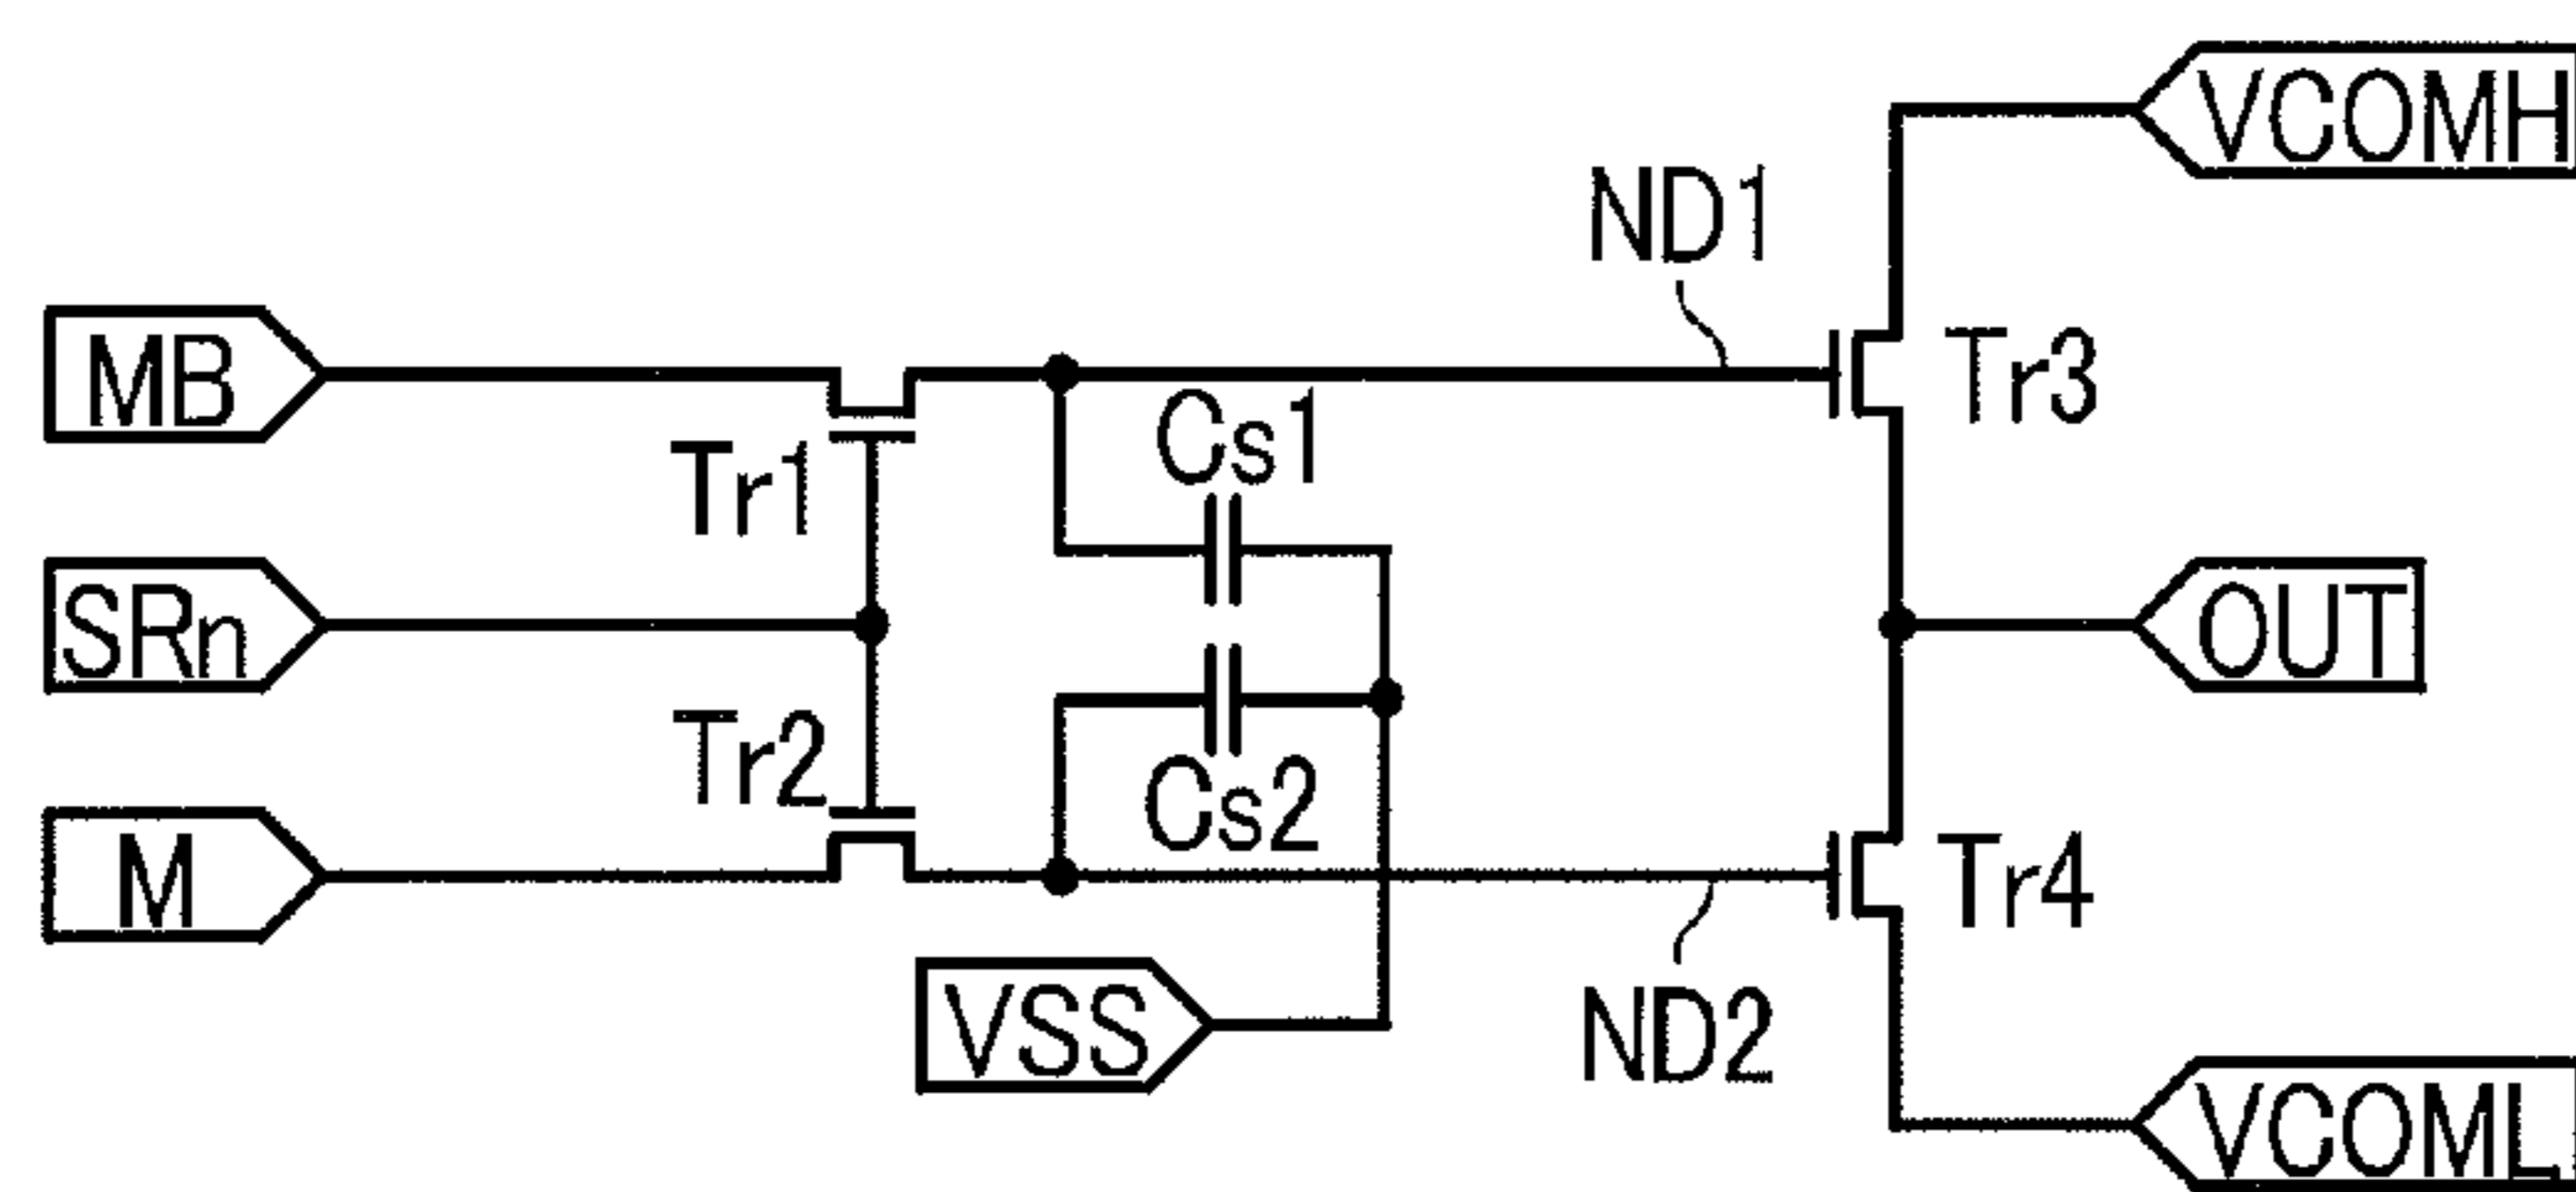 VCOMH
ND1
MB
Tr3
Cs1
Tr1
SRn
OUT
Tr2
Cs2
M
Tr4
VSS
ND2
VCOML